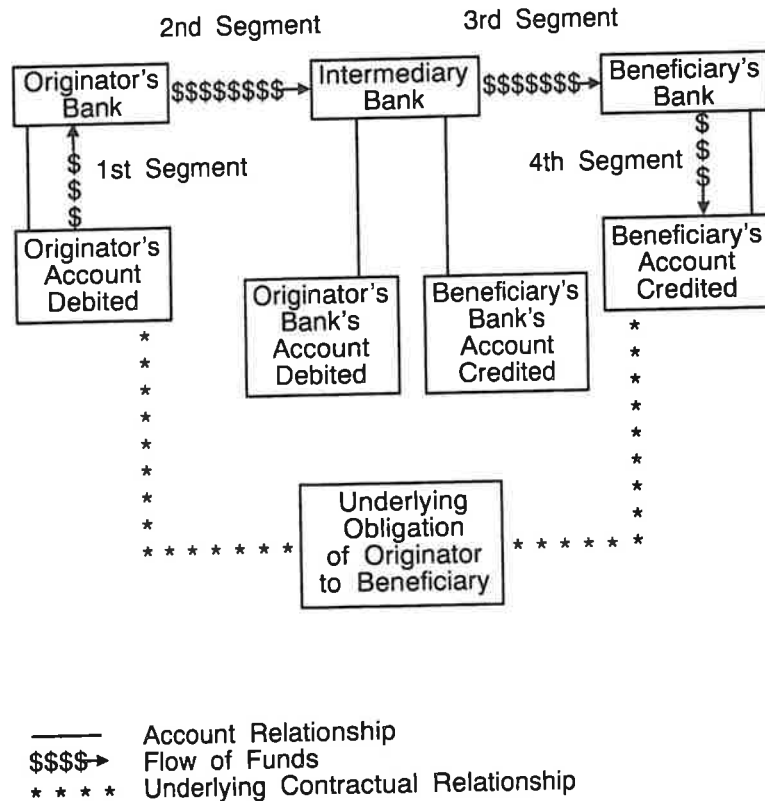 2nd Segment
3rd Segment
Originator's
Bank
$$$$$$$$
Intermediary
Bank
$$$$$$$
Beneficiary's
Bank
$
$
$
1st Segment
4th Segment
$
$
$
Originator's
Account
Debited
Originator's
Bank's
Account
Debited
Beneficiary's
Bank's
Account
Credited
Beneficiary's
Account
Credited
Underlying
Obligation
of Originator
to Beneficiary
Account Relationship
$$$$ Flow of Funds
* * * * Underlying Contractual Relationship